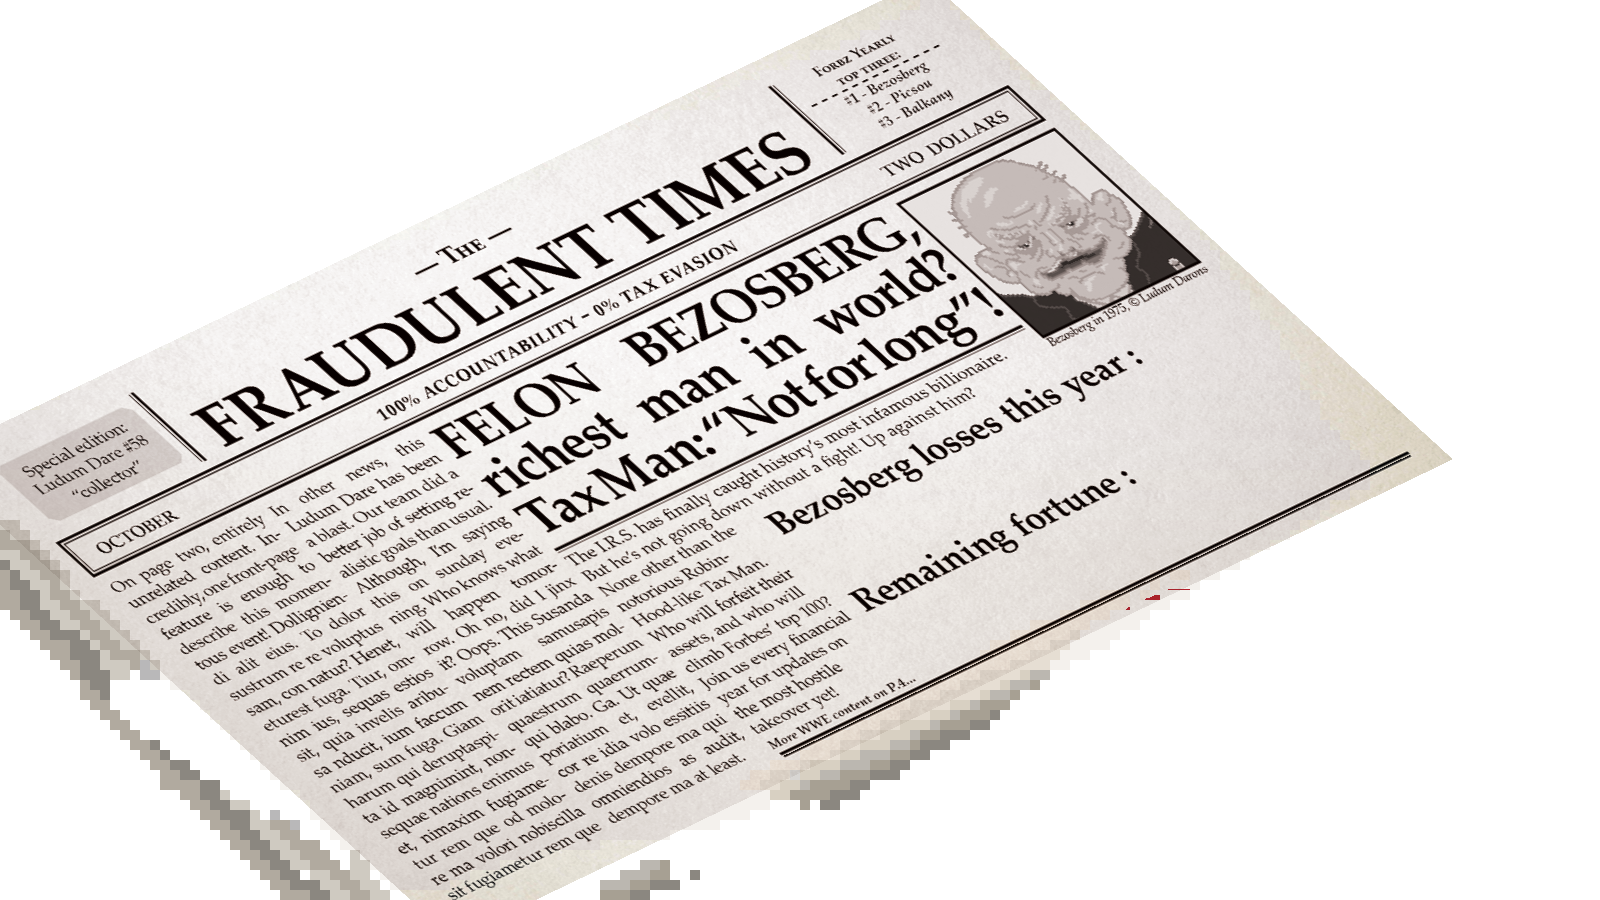 Forbz Yearly
top three:
#1 - Bezosberg
#2 - Picsou
#3 - Balkany
— The —
FRAUDULENT TIMES
Special edition:
Ludum Dare #58
“collector”
OCTOBER
100% ACCOUNTABILITY - 0% TAX EVASION
TWO DOLLARS
FELON BEZOSBERG,
richest man in world?
Tax Man: “Not for long”!
Bezosberg in 1975, © Ludum Darons
On page two, entirely
unrelated content. In-
credibly, one front-page
feature is enough to
describe this momen-
tous event! Dollignien-
di alit eius. To dolor
sustrum re re voluptus
sam, con natur? Henet,
eturest fuga. Tiur, om-
nim ius, sequas estios
sit, quia invelis aribu-
sa nducit, ium faccum
niam, sum fuga. Giam
harum qui deruptaspi-
ta id magnimint, non-
sequae nations enimus
et, nimaxim fugiame-
tur rem que od molo-
re ma volori nobiscilla
sit fugiametur rem que
In other news, this
Ludum Dare has been
a blast. Our team did a
better job of setting re-
alistic goals than usual.
Although, I'm saying
this on sunday eve-
ning. Who knows what
will happen tomor-
row. Oh no, did I jinx
it? Oops. This Susanda
voluptam samusapis
nem rectem quias mol-
oritiatiatur? Raeperum
quaestrum quaerrum-
qui blabo. Ga. Ut quae
poriatium et, evellit,
cor re idia volo essitiis
denis dempore ma qui
omniendios as audit,
dempore ma at least.
The I.R.S. has finally caught history's most infamous billionaire.
But he's not going down without a fight! Up against him?
None other than the
notorious Robin-
Hood-like Tax Man.
Who will forfeit their
assets, and who will
climb Forbes' top 100?
Join us every financial
year for updates on
the most hostile
takeover yet!
More WWE content on P.4...
Bezosberg losses this year :
Remaining fortune :